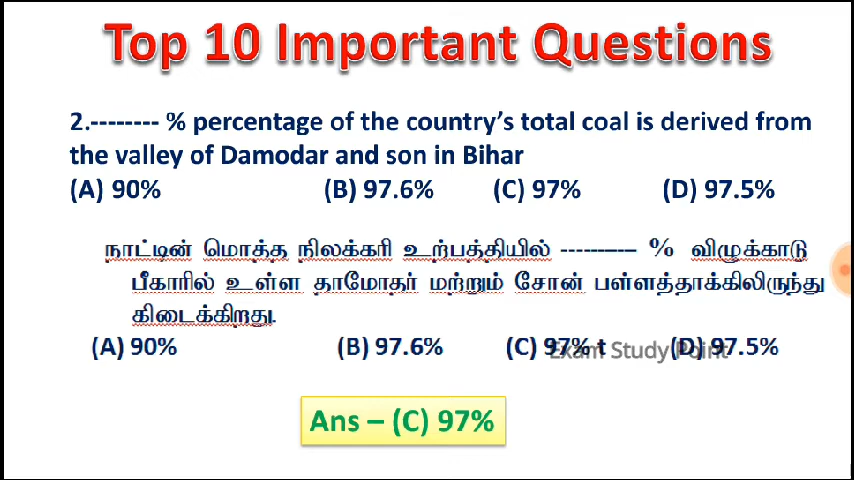 Top 10 Important Questions
2.-------- % percentage of the country's total coal is derived from
the valley of Damodar and son in Bihar
(A) 90% (B) 97.6% (C) 97% (D) 97.5%
நாட்டின் மொத்த நிலக்கரி உற்பத்தியில் ----------- % விழுக்காடு
பீகாரில் உள்ள தாமோதர் மற்றும் சோன் பள்ளத்தாக்கிலிருந்து
கிடைக்கிறது.
(A) 90% (B) 97.6% (C) 97% t (D) 97.5%
Exam Study Point
Ans – (C) 97%